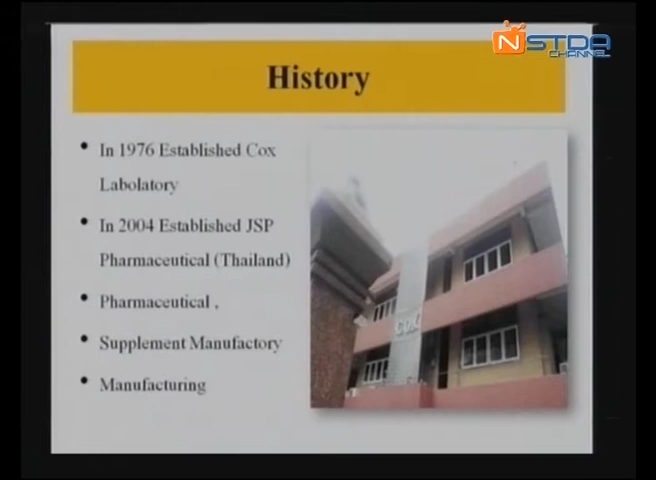 NSTDA
CHANNEL
History
• In 1976 Established Cox
Labolatory
• In 2004 Established JSP
Pharmaceutical (Thailand)
• Pharmaceutical ,
• Supplement Manufactory
• Manufacturing